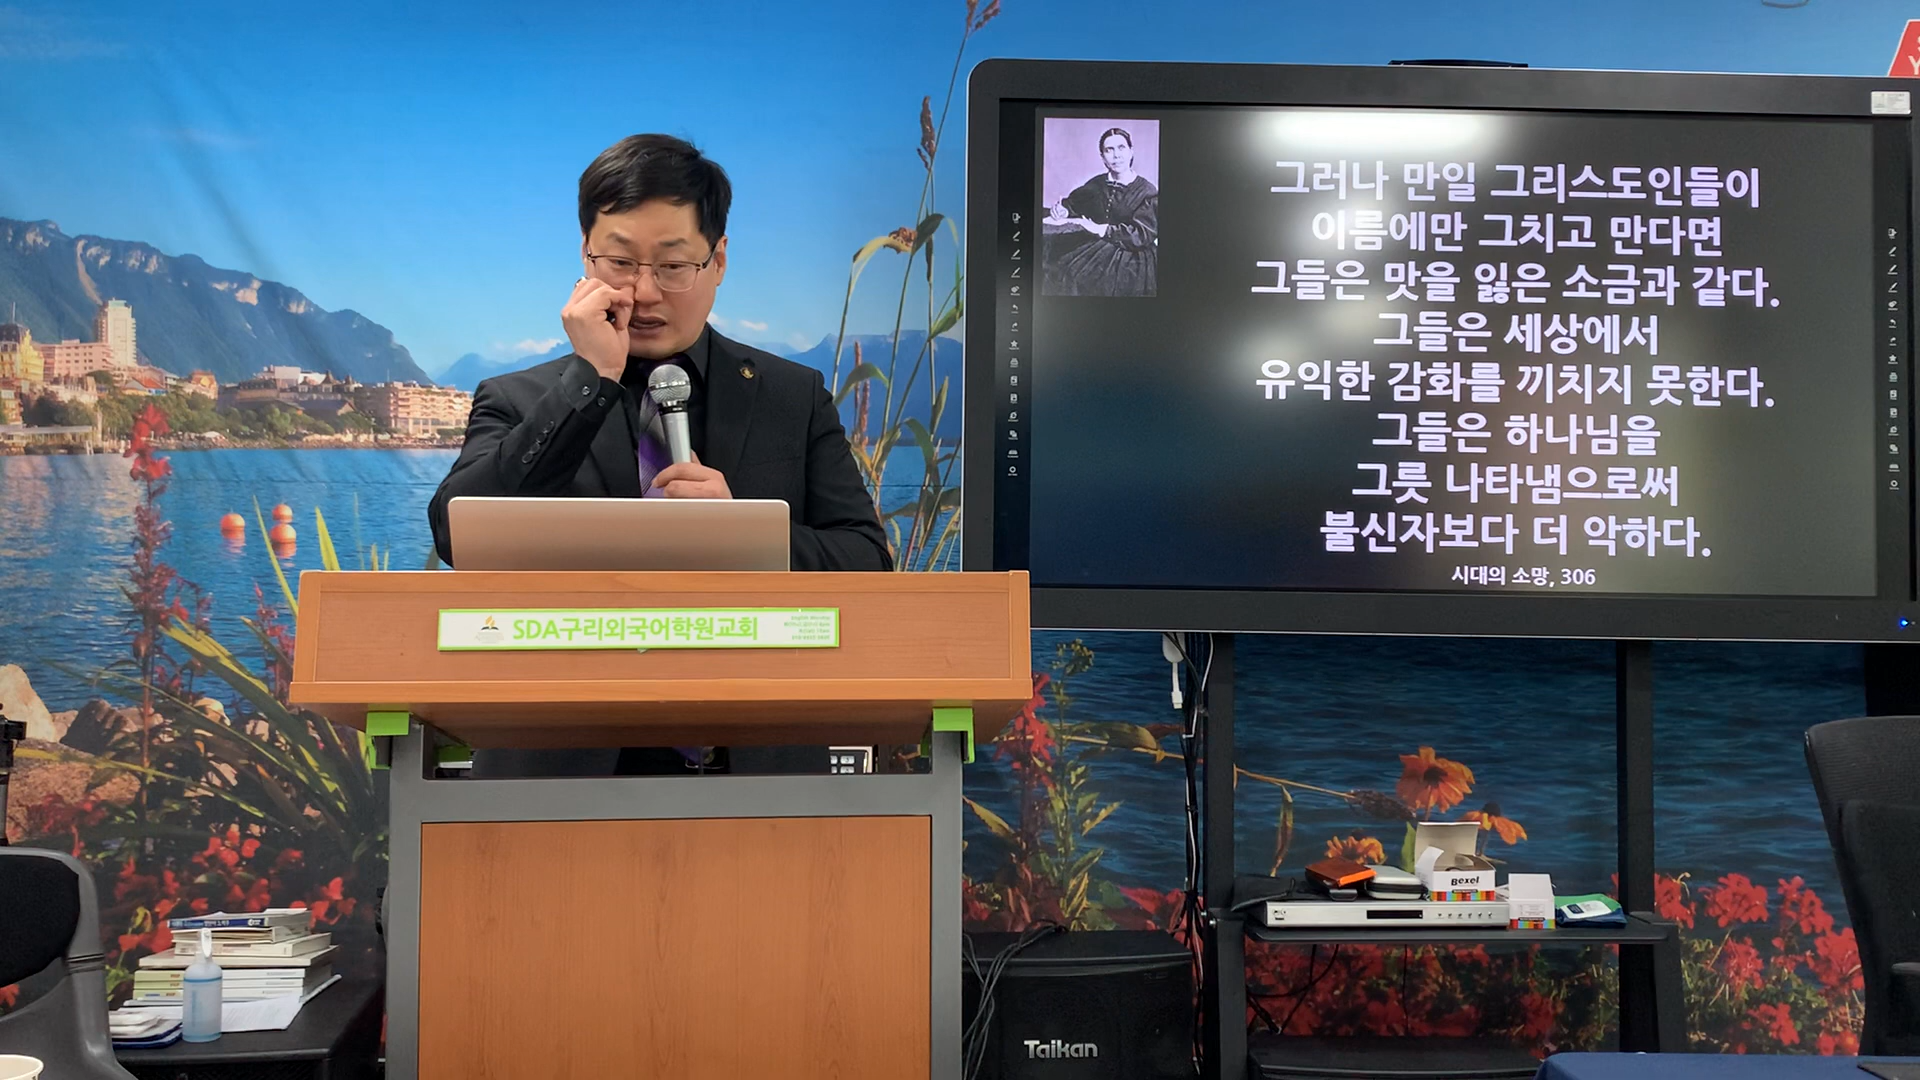 그러나 만일 그리스도인들이
이름에만 그치고 만다면
그들은 맛을 잃은 소금과 같다.
그들은 세상에서
유익한 감화를 끼치지 못한다.
그들은 하나님을
그릇 나타냄으로써
불신자보다 더 악하다.
시대의 소망, 306
SDA구리외국어학원교회
Bexel
Taikan